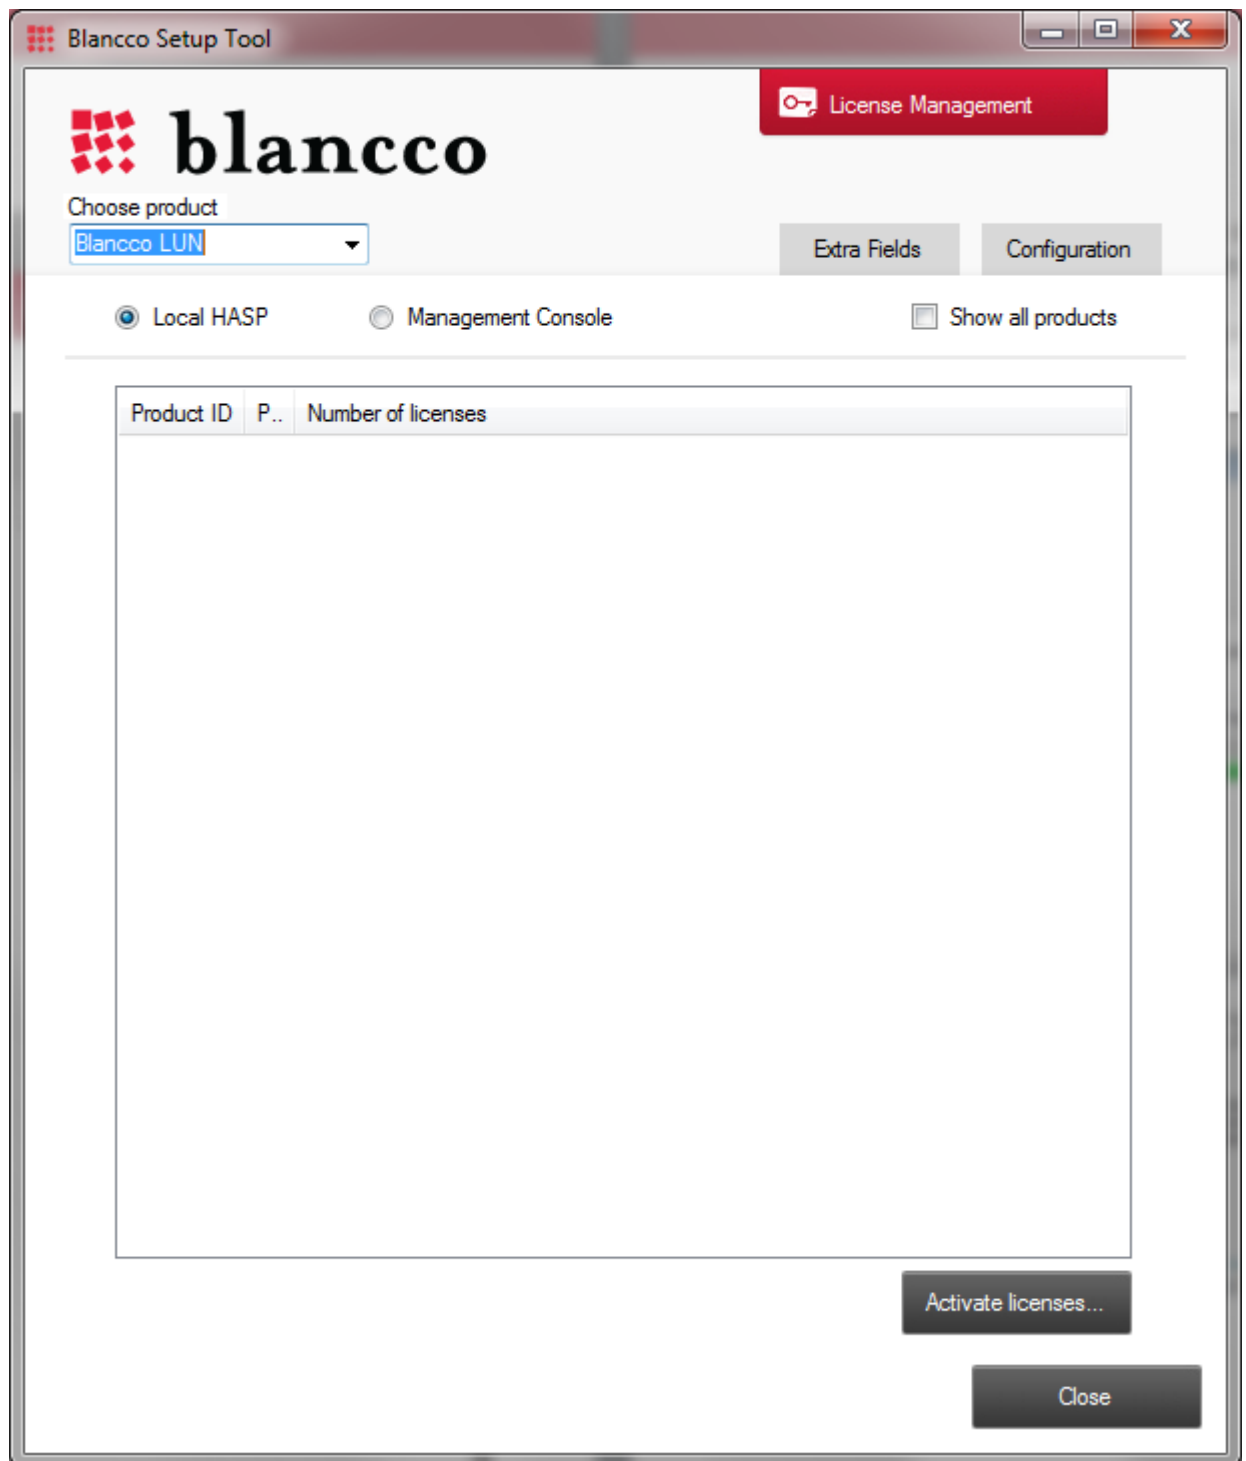 Blancco Setup Tool
License Management
blancco
Choose product
Blancco LUN
Extra Fields
Configuration
Local HASP
Management Console
Show all products
Product ID P.. Number of licenses
Activate licenses...
Close